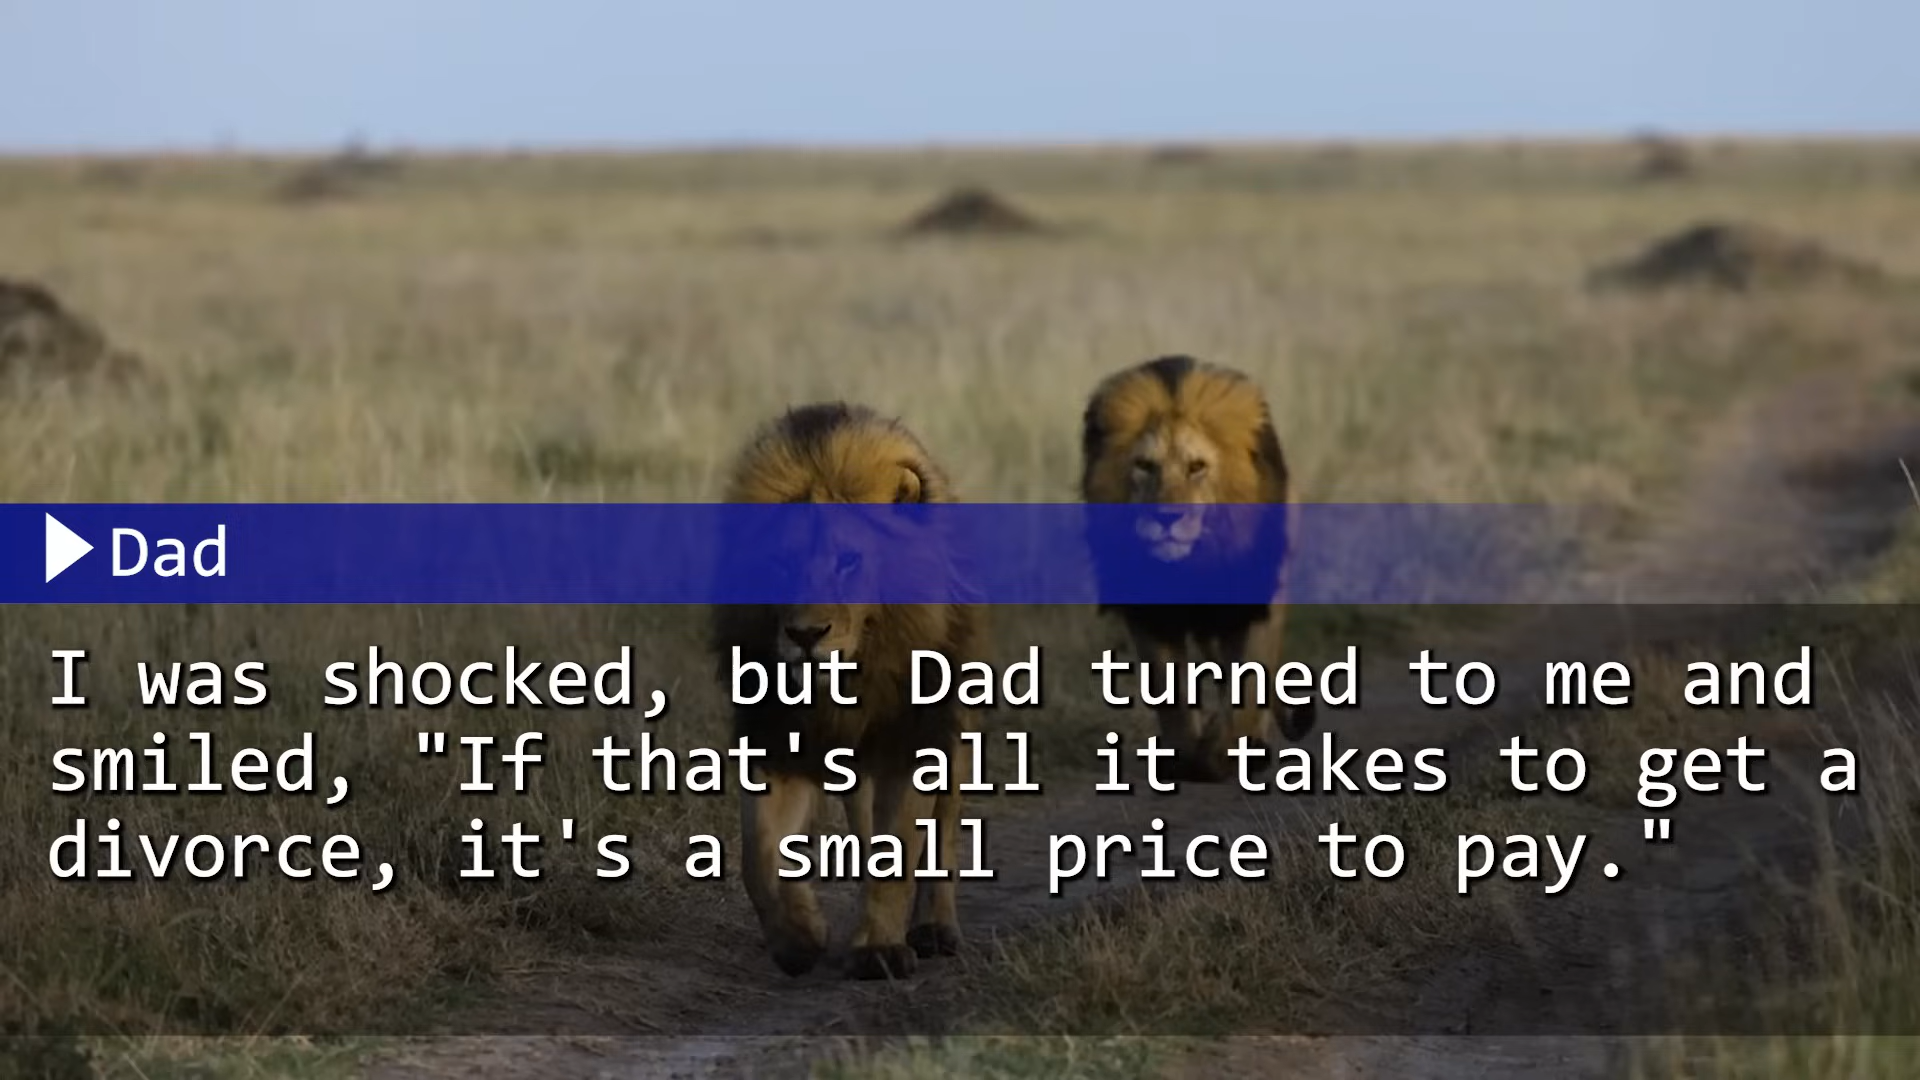 Dad
I was shocked, but Dad turned to me and
smiled, "If that's all it takes to get a
divorce, it's a small price to pay."